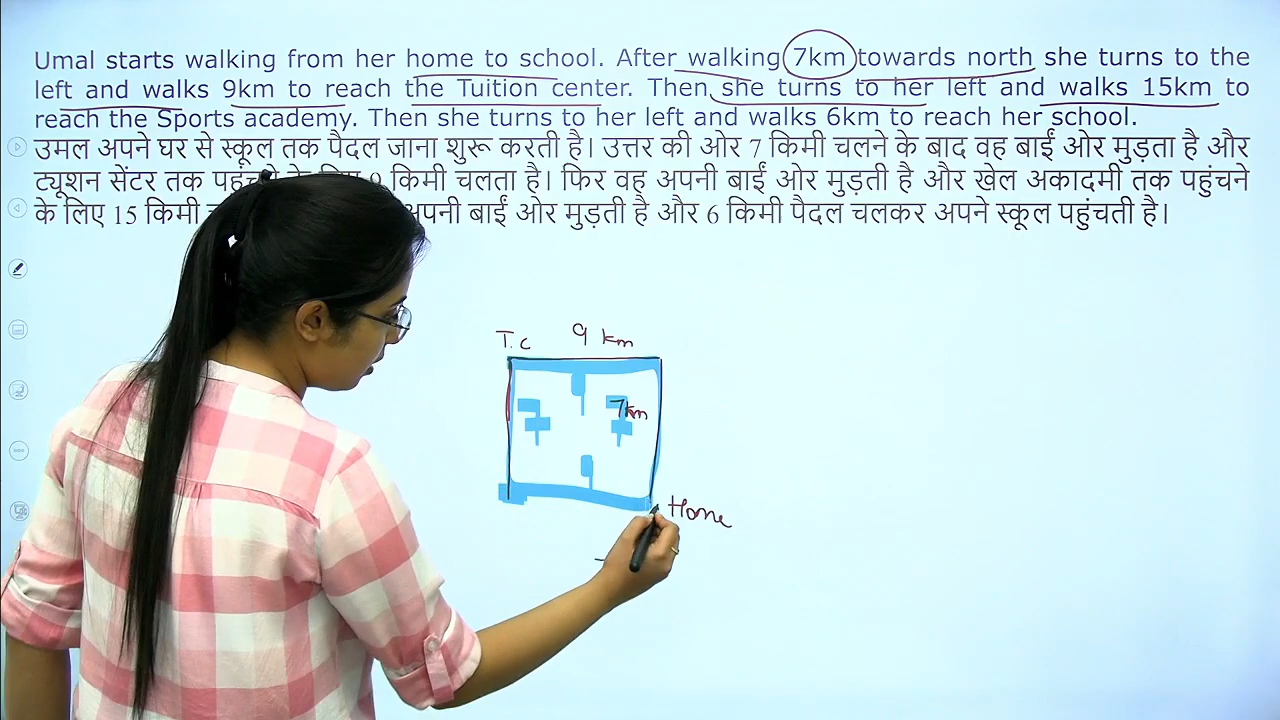 Umal starts walking from her home to school. After walking 7km towards north she turns to the
left and walks 9km to reach the Tuition center. Then she turns to her left and walks 15km to
reach the Sports academy. Then she turns to her left and walks 6km to reach her school.
उमल अपने घर से स्कूल तक पैदल जाना शुरू करती है। उत्तर की ओर 7 किमी चलने के बाद वह बाईं ओर मुड़ता है और
ट्यूशन सेंटर तक किमी चलता है। फिर वह अपनी बाईं ओर मुड़ती है और खेल अकादमी तक पहुंचने
के लिए 15 किमी अपनी बाईं ओर मुड़ती है और 6 किमी पैदल चलकर अपने स्कूल पहुंचती है।
T.C 9 km
7km
Home